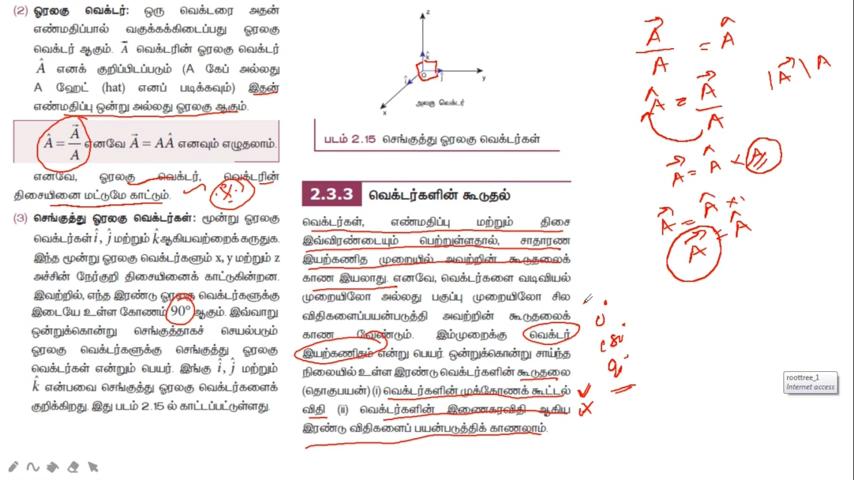 (2) ஓரலகு வெக்டர்: ஒரு வெக்டரை அதன்
எண்மதிப்பால் வகுக்கக்கிடைப்பது ஓரலகு
வெக்டர் ஆகும். A⃗ வெக்டரின் ஓரலகு வெக்டர்
Â எனக் குறிப்பிடப்படும் (A கேப் அல்லது
A ஹேட் (hat) எனப் படிக்கவும்) இதன்
எண்மதிப்பு ஒன்று அல்லது ஓரலகு ஆகும்.
Â = A⃗/A எனவே A⃗ = AÂ எனவும் எழுதலாம்.
எனவே, ஓரலகு வெக்டர், வெக்டரின்
திசையினை மட்டுமே காட்டும்.
(3) செங்குத்து ஓரலகு வெக்டர்கள்: மூன்று ஓரலகு
வெக்டர்கள் î, ĵ மற்றும் k̂ ஆகியவற்றைக் கருதுக.
இந்த மூன்று ஓரலகு வெக்டர்களும் x, y மற்றும் z
அச்சின் நேர்குறி திசையினைக் காட்டுகின்றன.
இவற்றில், எந்த இரண்டு ஓரலகு வெக்டர்களுக்கு
இடையே உள்ள கோணம் 90° ஆகும். இவ்வாறு
ஒன்றுக்கொன்று செங்குத்தாகச் செயல்படும்
ஓரலகு வெக்டர்களுக்கு செங்குத்து ஓரலகு
வெக்டர்கள் என்றும் பெயர். இங்கு î, ĵ மற்றும்
k̂ என்பவை செங்குத்து ஓரலகு வெக்டர்களைக்
குறிக்கிறது. இது படம் 2.15 ல் காட்டப்பட்டுள்ளது.
z
y
x
O
அலகு வெக்டர்
படம் 2.15 செங்குத்து ஓரலகு வெக்டர்கள்
2.3.3 வெக்டர்களின் கூடுதல்
வெக்டர்கள், எண்மதிப்பு மற்றும் திசை
இவ்விரண்டையும் பெற்றுள்ளதால், சாதாரண
இயற்கணித முறையில் அவற்றின் கூடுதலைக்
காண இயலாது. எனவே, வெக்டர்களை வடிவியல்
முறையிலோ அல்லது பகுப்பு முறையிலோ சில
விதிகளைப்பயன்படுத்தி அவற்றின் கூடுதலைக்
காண வேண்டும். இம்முறைக்கு வெக்டர்
இயற்கணிதம் என்று பெயர். ஒன்றுக்கொன்று சாய்ந்த
நிலையில் உள்ள இரண்டு வெக்டர்களின் கூடுதலை
(தொகுபயன்) (i) வெக்டர்களின் முக்கோணக் கூட்டல்
விதி (ii) வெக்டர்களின் இணைகரவிதி ஆகிய
இரண்டு விதிகளைப் பயன்படுத்திக் காணலாம்.
A⃗/A = Â
|A⃗| A
Â = A⃗/A
A⃗ = Â × A
A⃗ = Â × 1
A⃗ = Â
0°
180°
90°
roottree_1
Internet access